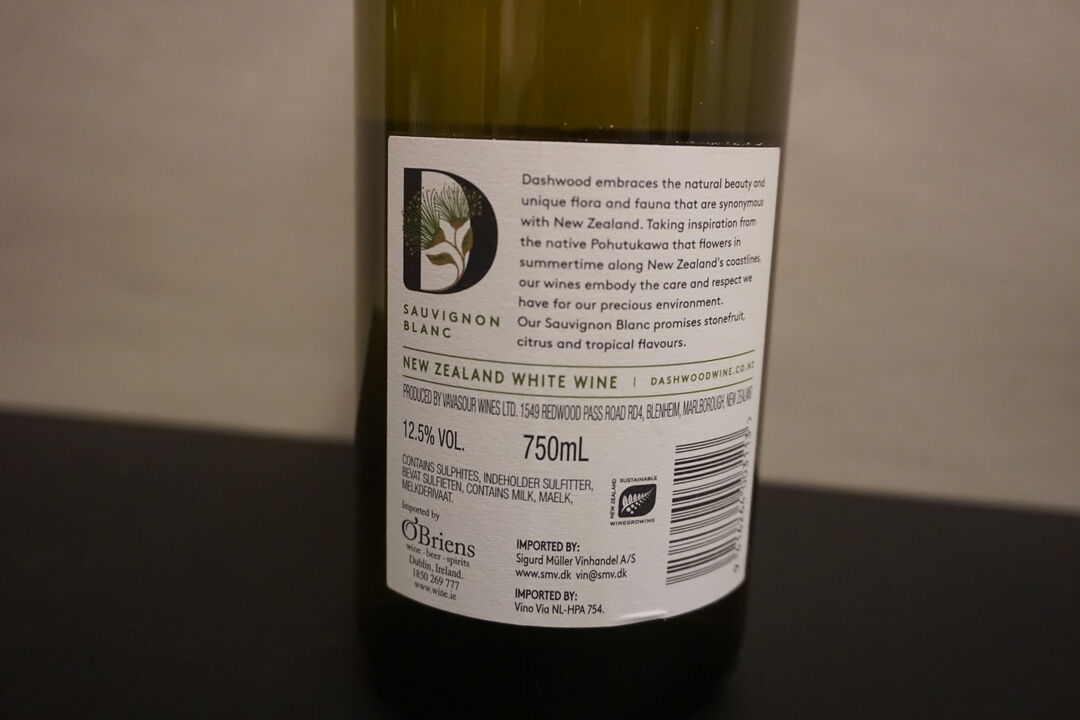 D
Dashwood embraces the natural beauty and
unique flora and fauna that are synonymous
with New Zealand. Taking inspiration from
the native Pohutukawa that flowers in
summertime along New Zealand's coastlines,
our wines embody the care and respect we
have for our precious environment.
Our Sauvignon Blanc promises stonefruit,
citrus and tropical flavours.
SAUVIGNON
BLANC
NEW ZEALAND WHITE WINE | DASHWOODWINE.CO.NZ
PRODUCED BY VAVASOUR WINES LTD. 1549 REDWOOD PASS ROAD RD4, BLENHEIM, MARLBOROUGH, NEW ZEALAND
12.5% VOL. 750mL
CONTAINS SULPHITES, INDEHOLDER SULFITTER,
BEVAT SULFIETEN, CONTAINS MILK, MAELK,
MELKDERIVAAT.
SUSTAINABLE
NEW ZEALAND
WINEGROWING
Imported by
O'Briens
wine - beer - spirits
Dublin, Ireland.
1850 269 777
www.wine.ie
IMPORTED BY:
Sigurd Müller Vinhandel A/S
www.smv.dk vin@smv.dk
IMPORTED BY:
Vino Via NL-HPA 754.